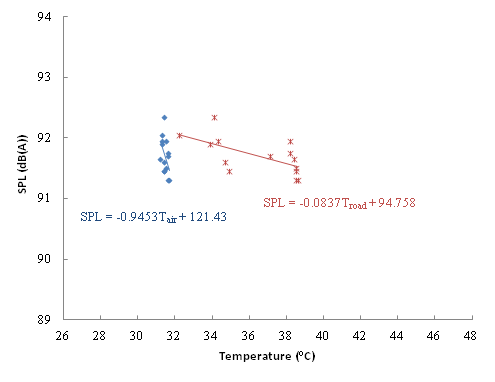 94
93
92
91
90
89
SPL (dB(A))
SPL = -0.9453Tair + 121.43
SPL = -0.0837Troad + 94.758
26 28 30 32 34 36 38 40 42 44 46 48
Temperature (⁰C)